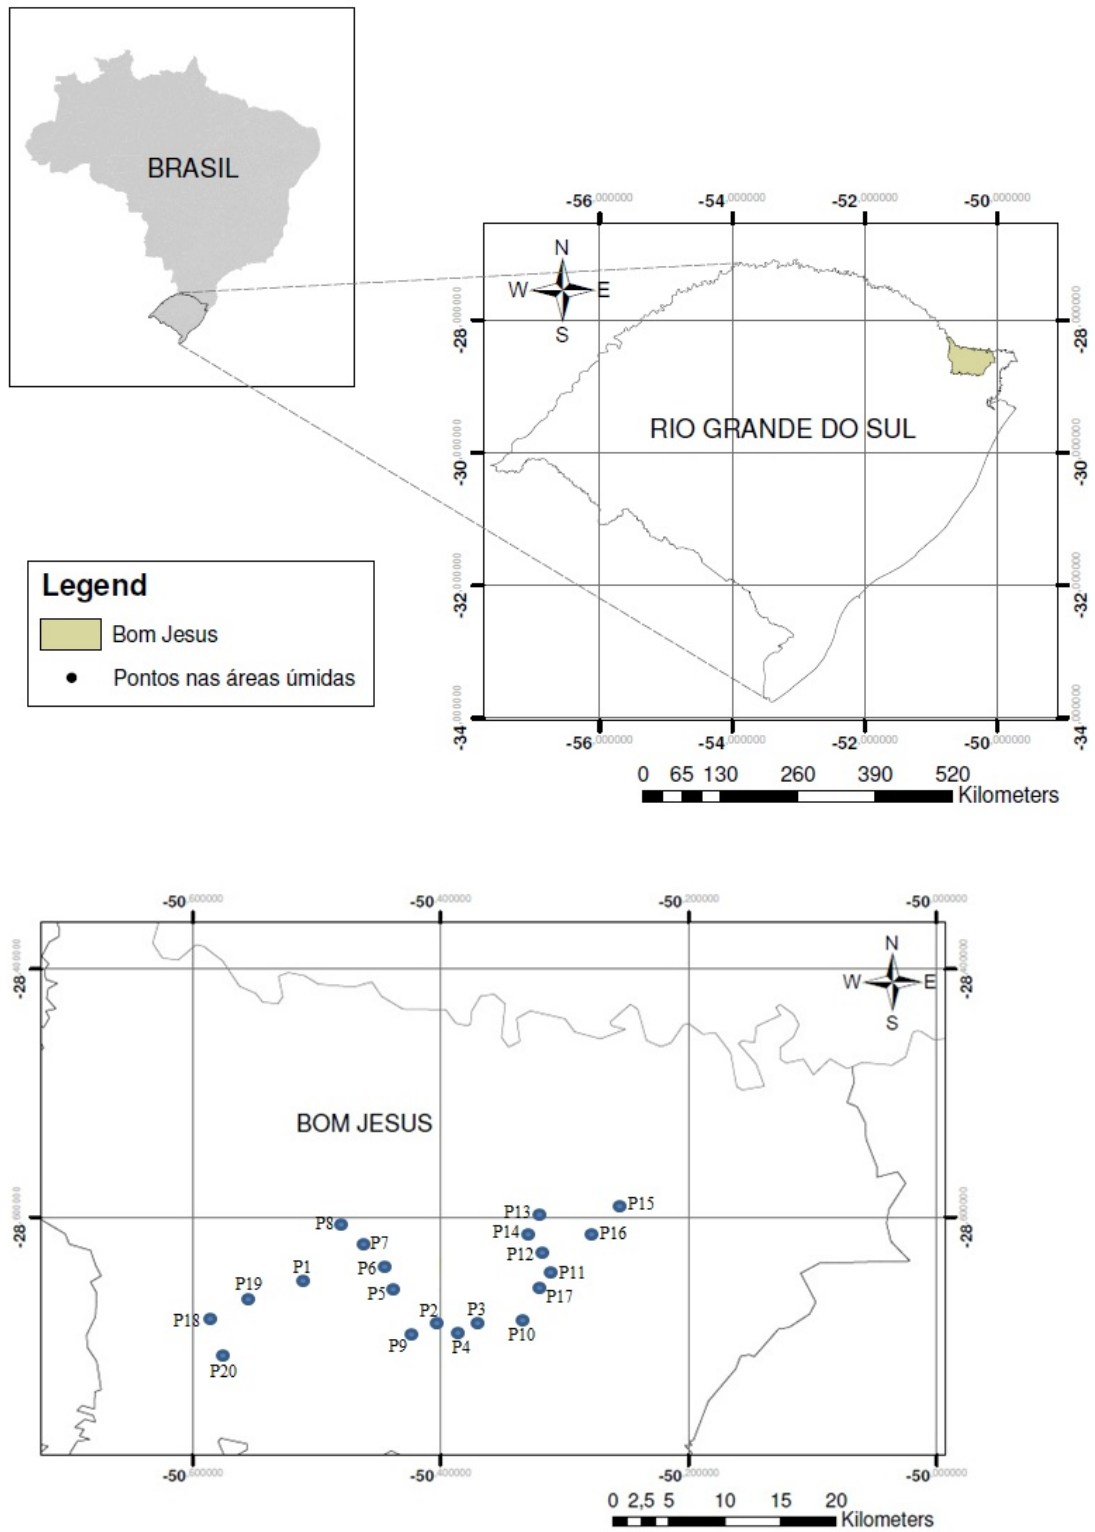 BRASIL
-56,000000 -54,000000 -52,000000 -50,000000
N
W E
S
-28,000000 -28,000000
RIO GRANDE DO SUL
-30,000000 -30,000000
-32,000000 -32,000000
-34,000000 -34,000000
-56,000000 -54,000000 -52,000000 -50,000000
0 65 130 260 390 520
Kilometers
Legend
Bom Jesus
Pontos nas áreas úmidas
-50,600000 -50,400000 -50,200000 -50,000000
N
W E
S
-28,400000 -28,400000
BOM JESUS
P15
P13
P8
P14 P16
P7
P12
P6
P1 P11
P19 P5
P17
P18 P2 P3
P10
P9 P4
P20
-28,600000 -28,600000
-50,600000 -50,400000 -50,200000 -50,000000
0 2,5 5 10 15 20
Kilometers